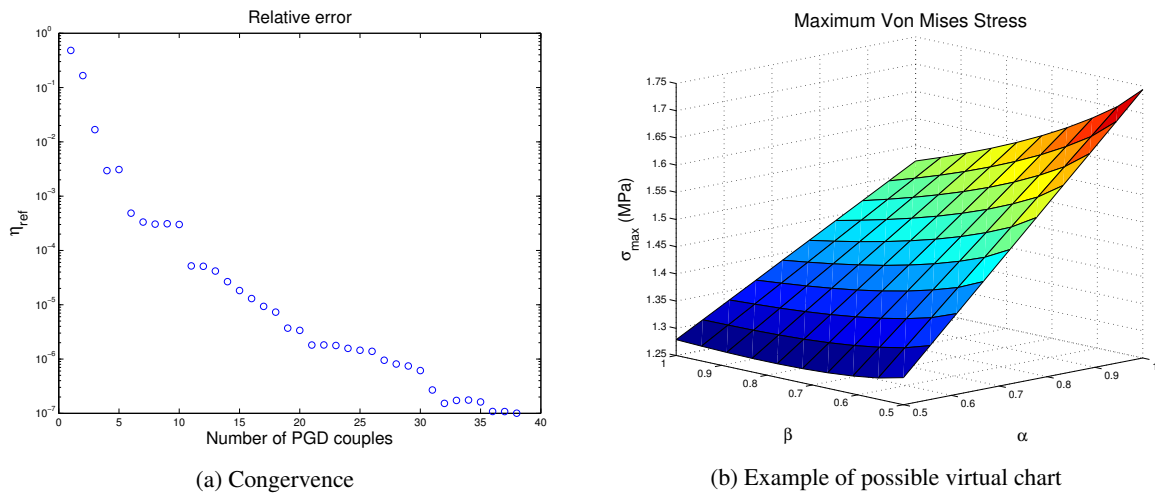 Relative error
10^0
10^-1
10^-2
10^-3
10^-4
10^-5
10^-6
10^-7
η_ref
0 5 10 15 20 25 30 35 40
Number of PGD couples
(a) Congervence
Maximum Von Mises Stress
1.75
1.7
1.65
1.6
1.55
1.5
1.45
1.4
1.35
1.3
1.25
σ_max (MPa)
1 0.9 0.8 0.7 0.6 0.5
β
0.5 0.6 0.7 0.8 0.9 1
α
(b) Example of possible virtual chart